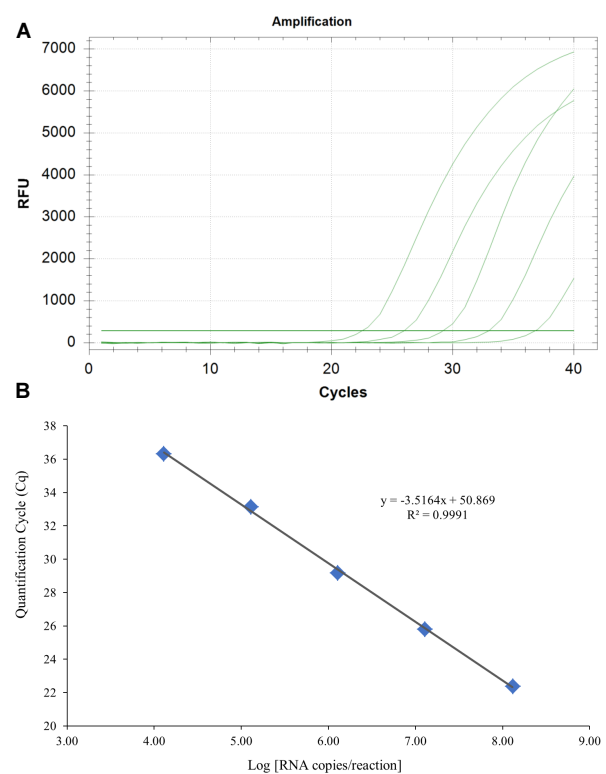 A
Amplification
7000
6000
5000
4000
3000
2000
1000
0
RFU
0 10 20 30 40
Cycles
B
38
36
34
32
30
28
26
24
22
20
Quantification Cycle (Cq)
y = -3.5164x + 50.869
R² = 0.9991
3.00 4.00 5.00 6.00 7.00 8.00 9.00
Log [RNA copies/reaction]